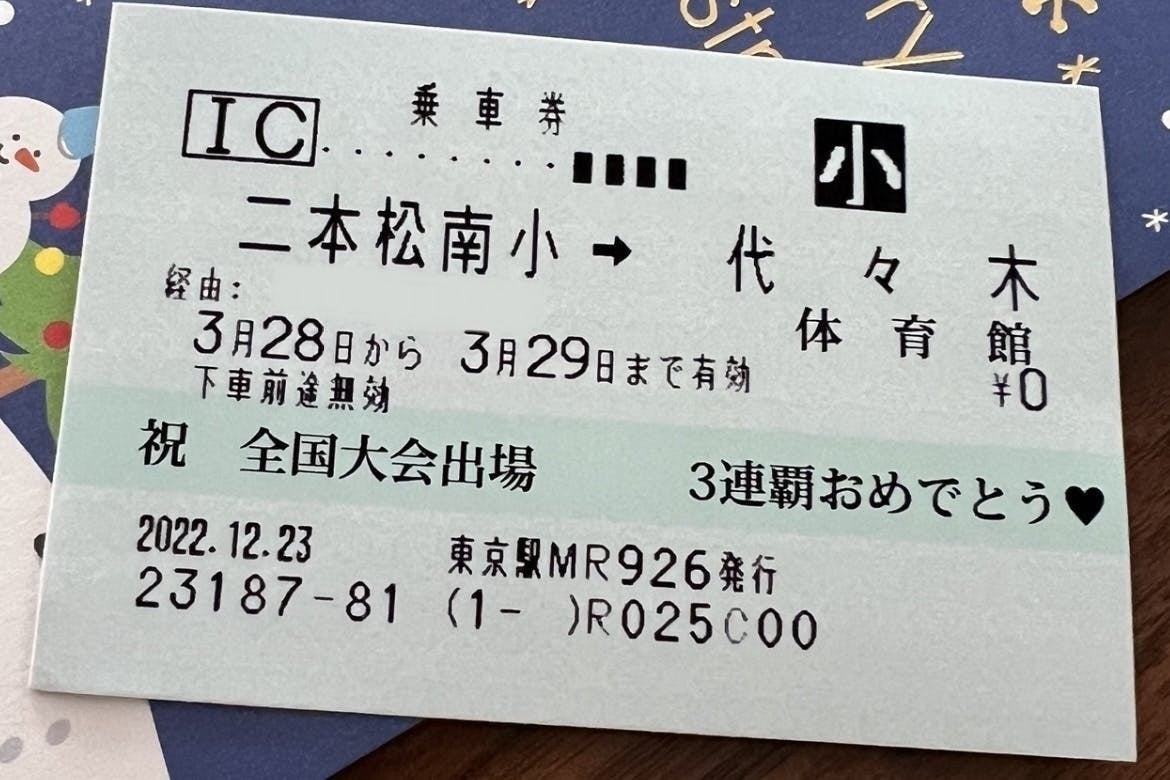 乗車券
IC ········
小
二本松南小➡代々木
体育館
経由:
¥0
3月28日から 3月29日まで有効
下車前途無効
祝 全国大会出場 3連覇おめでとう♥
2022.12.23 東京駅MR926発行
23187-81 (1- )R025C00